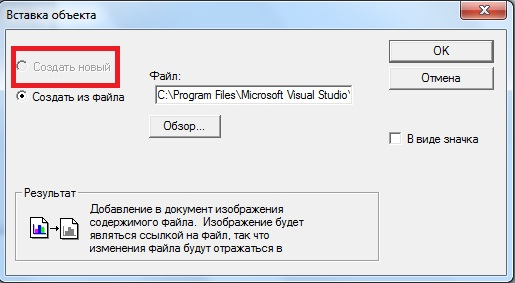 Вставка объекта
Создать новый
Создать из файла
Файл:
C:\Program Files\Microsoft Visual Studio\
Обзор...
OK
Отмена
В виде значка
Результат
Добавление в документ изображения
содержимого файла. Изображение будет
являться ссылкой на файл, так что
изменения файла будут отражаться в